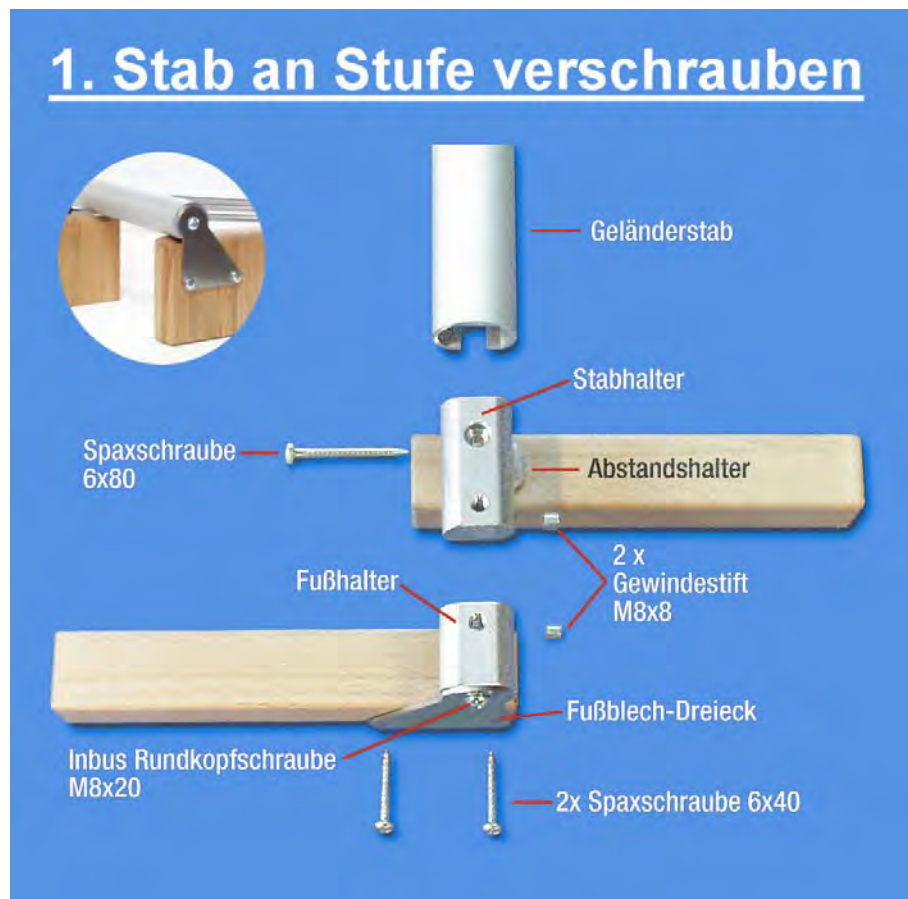 1. Stab an Stufe verschrauben
Geländerstab
Stabhalter
Spaxschraube
6x80
Abstandshalter
2 x
Gewindestift
M8x8
Fußhalter
Fußblech-Dreieck
Inbus Rundkopfschraube
M8x20
2x Spaxschraube 6x40